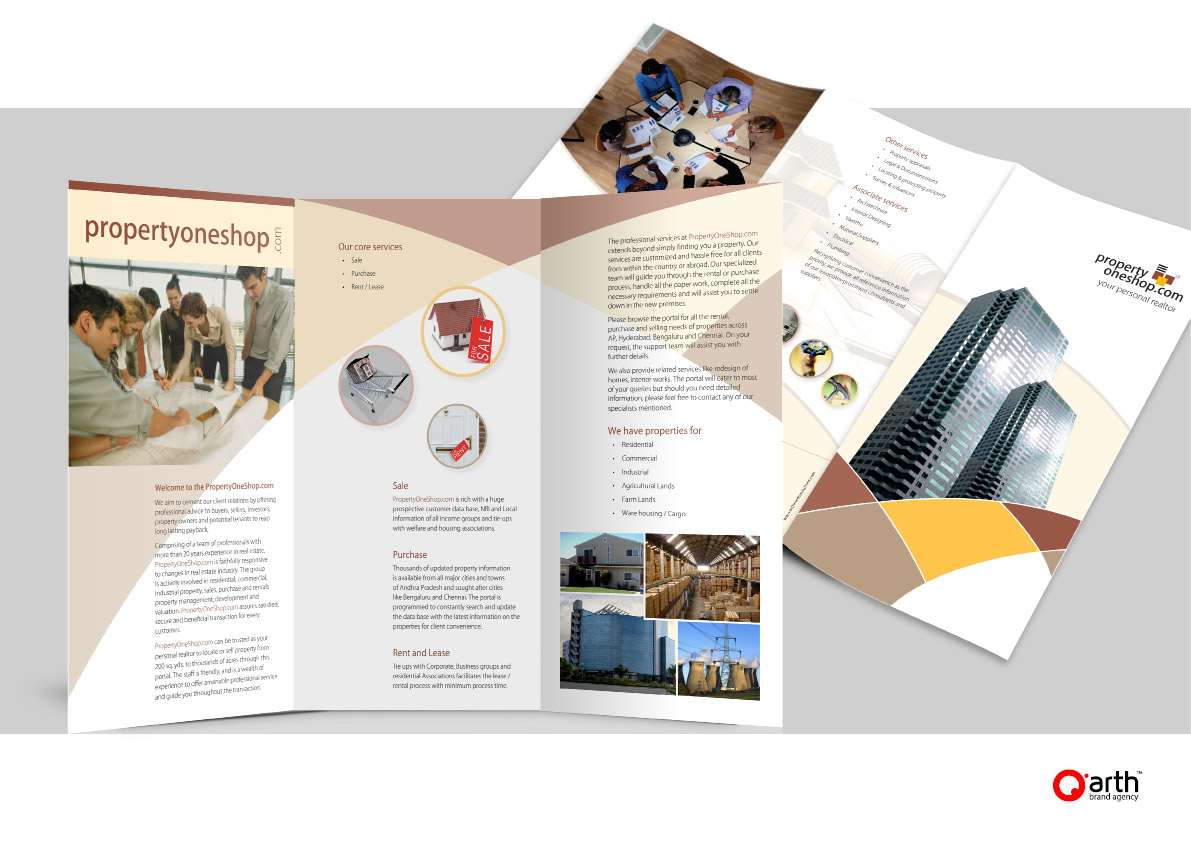 propertyoneshop
.com
Welcome to the PropertyOneShop.com
We aim to cement our client relations by offering
professional advice to buyers, sellers, investors,
property owners and potential tenants to reap
long lasting payback.
Comprising of a team of professionals with
more than 20 years experience in real estate,
PropertyOneShop.com is faithfully responsive
to changes in real estate industry. The group
is actively involved in residential, commercial,
industrial property, sales, purchase and rentals
property management, development and
valuation. PropertyOneShop.com assures satisfied,
secure and beneficial transaction for every
customer.
PropertyOneShop.com can be trusted as your
personal realtor to locate or sell property from
200 sq. yds, to thousands of acres through this
portal. The staff is friendly, and is a wealth of
experience to offer amenable professional service
and guide you throughout the transaction.
Our core services
• Sale
• Purchase
• Rent / Lease
FOR
SALE
RENT
Sale
PropertyOneShop.com is rich with a huge
prospective customer data base, NRI and Local
information of all income groups and tie-ups
with welfare and housing associations.
Purchase
Thousands of updated property information
is available from all major cities and towns
of Andhra Pradesh and sought after cities
like Bengaluru and Chennai. The portal is
programmed to constantly search and update
the data base with the latest information on the
properties for client convenience.
Rent and Lease
Tie ups with Corporate, Business groups and
residential Associations facilitates the lease /
rental process with minimum process time.
The professional services at PropertyOneShop.com
extends beyond simply finding you a property. Our
services are customized and hassle free for all clients
from within the country or abroad. Our specialized
team will guide you through the rental or purchase
process, handle all the paper work, complete all the
necessary requirements and will assist you to settle
down in the new premises.
Please browse the portal for all the rental,
purchase and selling needs of properties across
AP, Hyderabad, Bengaluru and Chennai. On your
request, the support team will assist you with
further details.
We also provide related services like redesign of
homes, interior works. The portal will cater to most
of your queries but should you need detailed
information, please feel free to contact any of our
specialists mentioned.
We have properties for
• Residential
• Commercial
• Industrial
• Agricultural Lands
• Farm Lands
• Ware housing / Cargo
Other services
• Property appraisals
• Legal & Documentations
• Locating & protecting property
• Survey & valuations
Associate services
• Architecture
• Interior Designing
• Vaasthu
• Material Suppliers
• Electrical
• Plumbing
Recognizing customer convenience as the
priority, we provide all reference information
of our associate prominent consultants and
suppliers.
property
oneshop.com
your personal realtor
arth
brand agency
TM